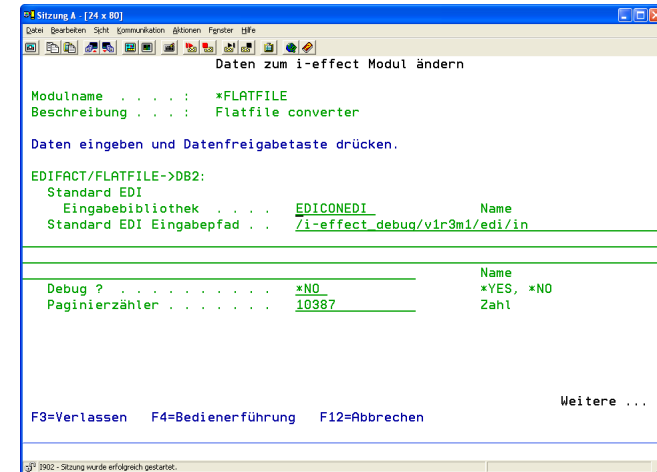 Sitzung A - [24 x 80]
Datei Bearbeiten Sicht Kommunikation Aktionen Fenster Hilfe
Daten zum i-effect Modul ändern
Modulname . . . . : *FLATFILE
Beschreibung . . . : Flatfile converter
Daten eingeben und Datenfreigabetaste drücken.
EDIFACT/FLATFILE->DB2:
Standard EDI
Eingabebibliothek . . . . EDICONEDI Name
Standard EDI Eingabepfad . . /i-effect_debug/v1r3m1/edi/in
Name
Debug ? . . . . . . . . . . *NO *YES, *NO
Paginierzähler . . . . . . . 10387 Zahl
Weitere ...
F3=Verlassen F4=Bedienerführung F12=Abbrechen
I902 - Sitzung wurde erfolgreich gestartet.